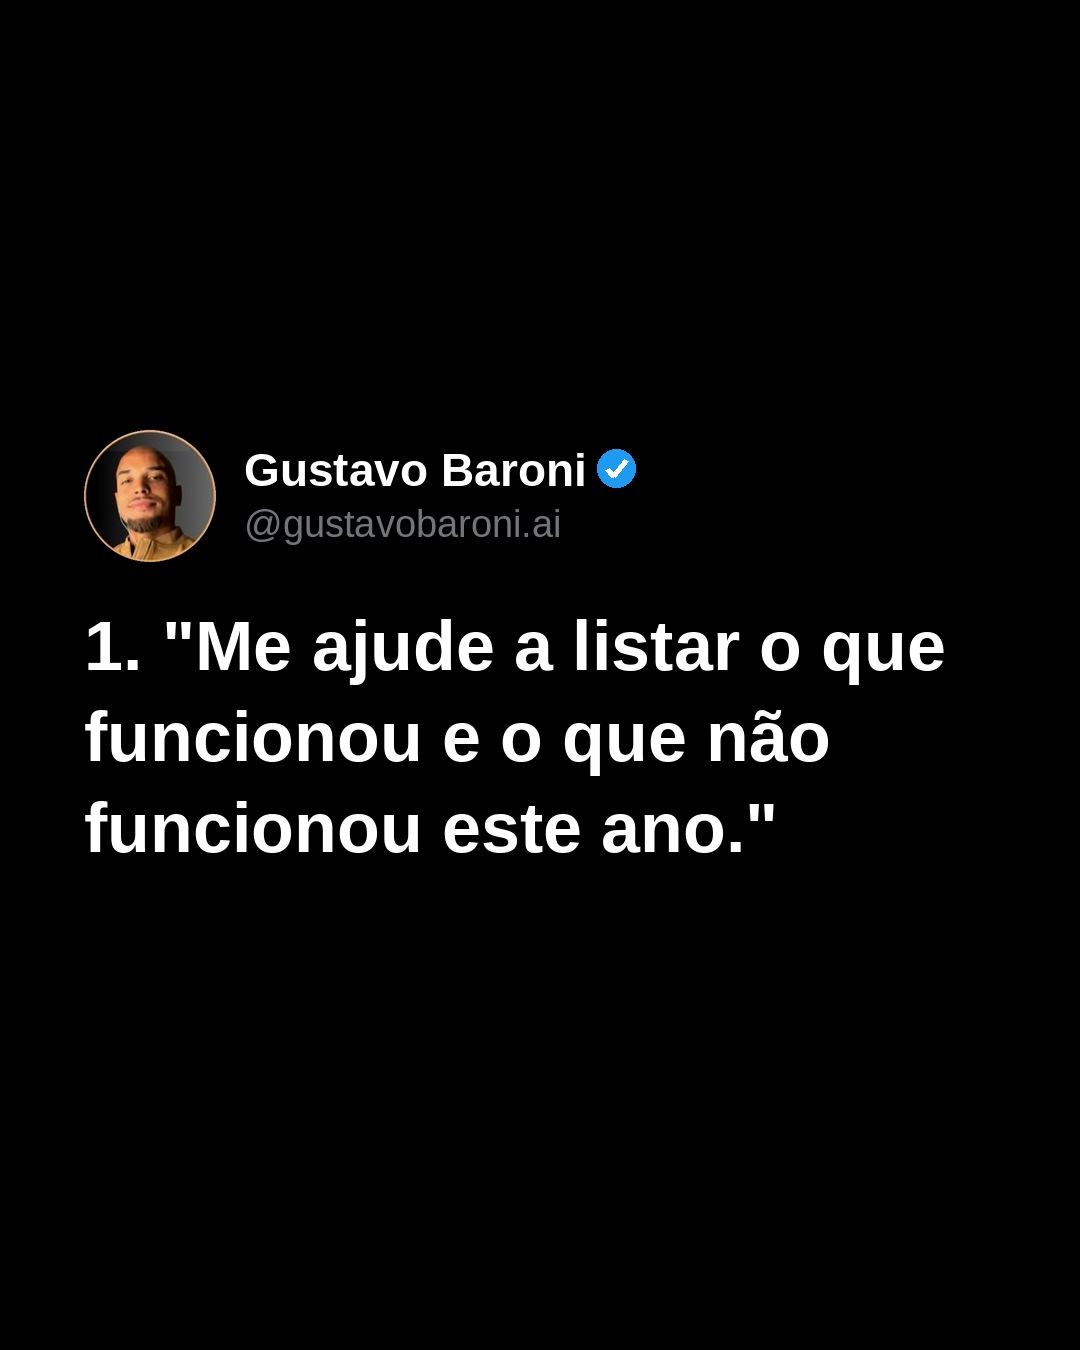 Gustavo Baroni
@gustavobaroni.ai
1. "Me ajude a listar o que
funcionou e o que não
funcionou este ano."